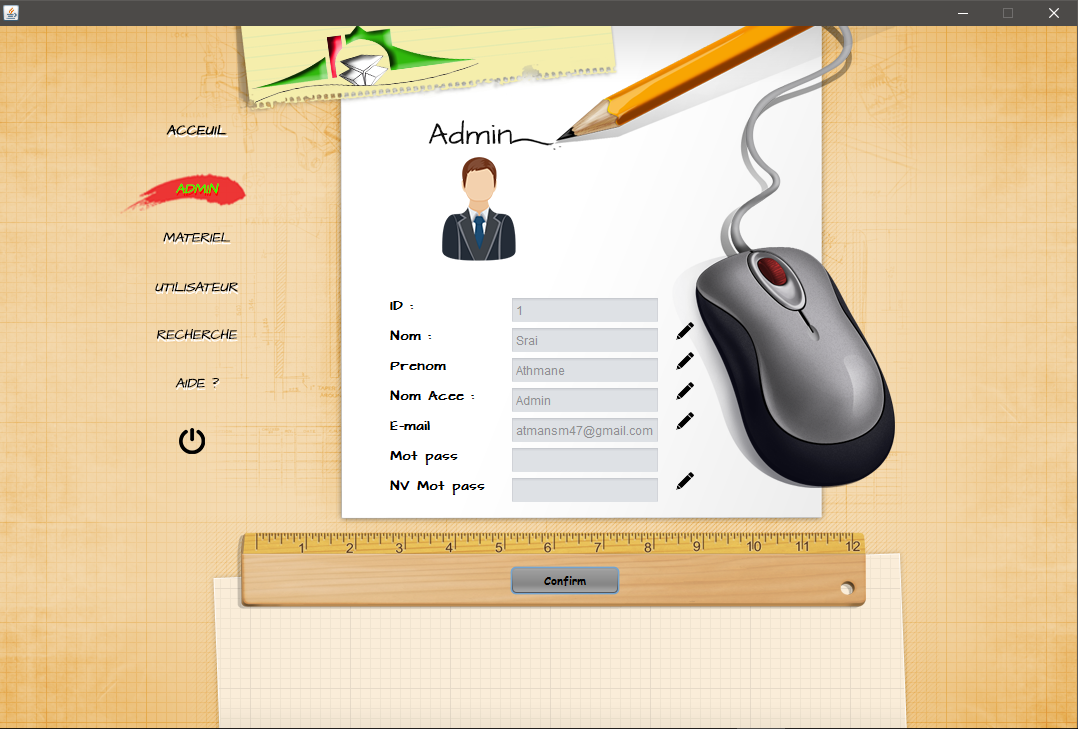 ACCEUIL
ADMIN
MATERIEL
UTILISATEUR
RECHERCHE
AIDE ?
Admin
ID : 1
Nom : Srai
Prenom Athmane
Nom Acee : Admin
E-mail atmansm47@gmail.com
Mot pass
NV Mot pass
1 2 3 4 5 6 7 8 9 10 11 12
Confirm